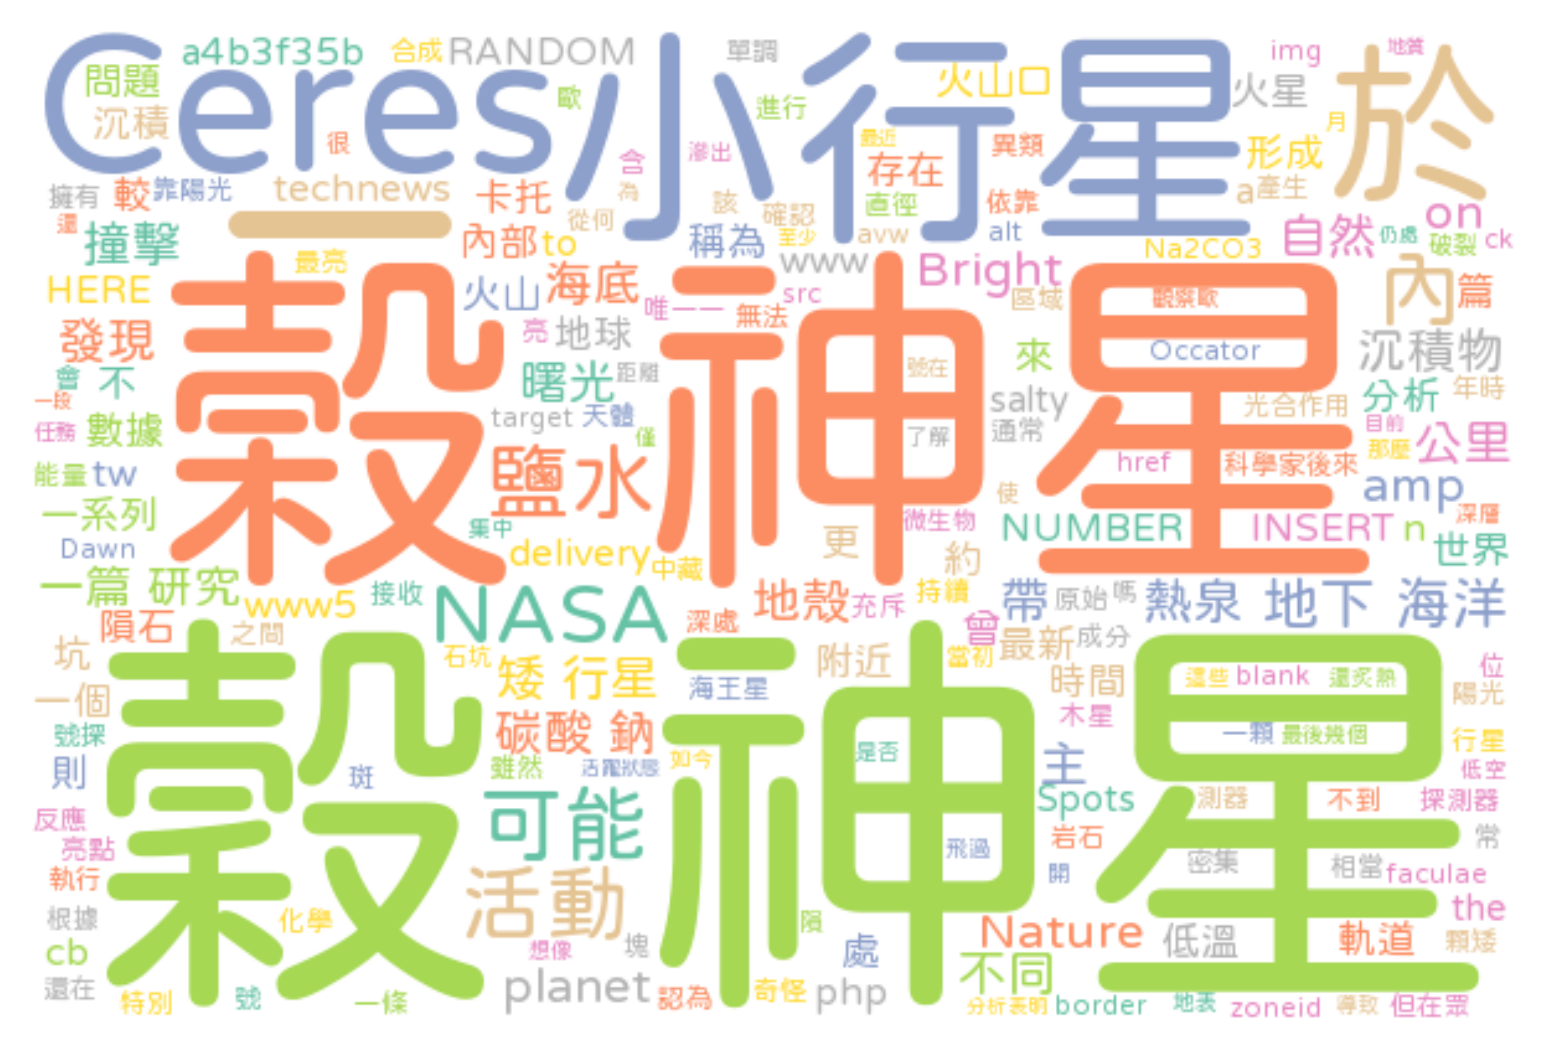 a4b3f35b 合成 RANDOM 單調 img 地質
Ceres 小行星 於
問題 歐 進行 火山口 火星
沉積 很 含 滲出 最近 異類 形成 月
擁有 較 靠陽光 technews 卡托 為 該 存在 直徑 依靠 a 產生
還 撞擊 一 從何 確認 內部 to 稱為 至少 avw alt Na2CO3 自然 仍處 on 破裂 ck
HERE 最亮 火山 海底 唯一一 src www Bright 區域 觀察歐 內 篇
穀神星
發現 亮 地球 無法 來 Occator 沉積物
會 不 曙光 距離 號在 salty 光合作用 分析 年時
一段 target 天體 通常 目前
任務 數據 僅 了解 那麼 公里
能量 tw 鹽水 href 科學家後來 amp
一系列 集中 使 微生物 NUMBER INSERT n 深層
Dawn delivery 中藏 更 約 世界
一篇 研究 www5 接收 NASA 地殼 充斥 持續 帶 原始 嗎 熱泉 地下 海洋
隕石 之間 深處 曾 最新 成分
穀神星
坑 石坑 矮 行星 附近 當初 時間 這些 blank 還炙熱 位
一個 海王星 木星 陽光
號探 碳酸 鈉 是否 一顆 最後幾個 行星
則 斑 雖然 活躍狀態 如今 主 低空
反應 可能 Spots 測器 不到 探測器
亮點 飛過 岩石 常
執行 活動 開 密集 相當 faculae
根據 化學 隕 Nature the
cb 想像 塊 處 低溫 軌道 顆矮
還在 planet 不同
特別 號 一條 認為 奇怪 php 分析表明 border 地表 zoneid 導致 但在眾